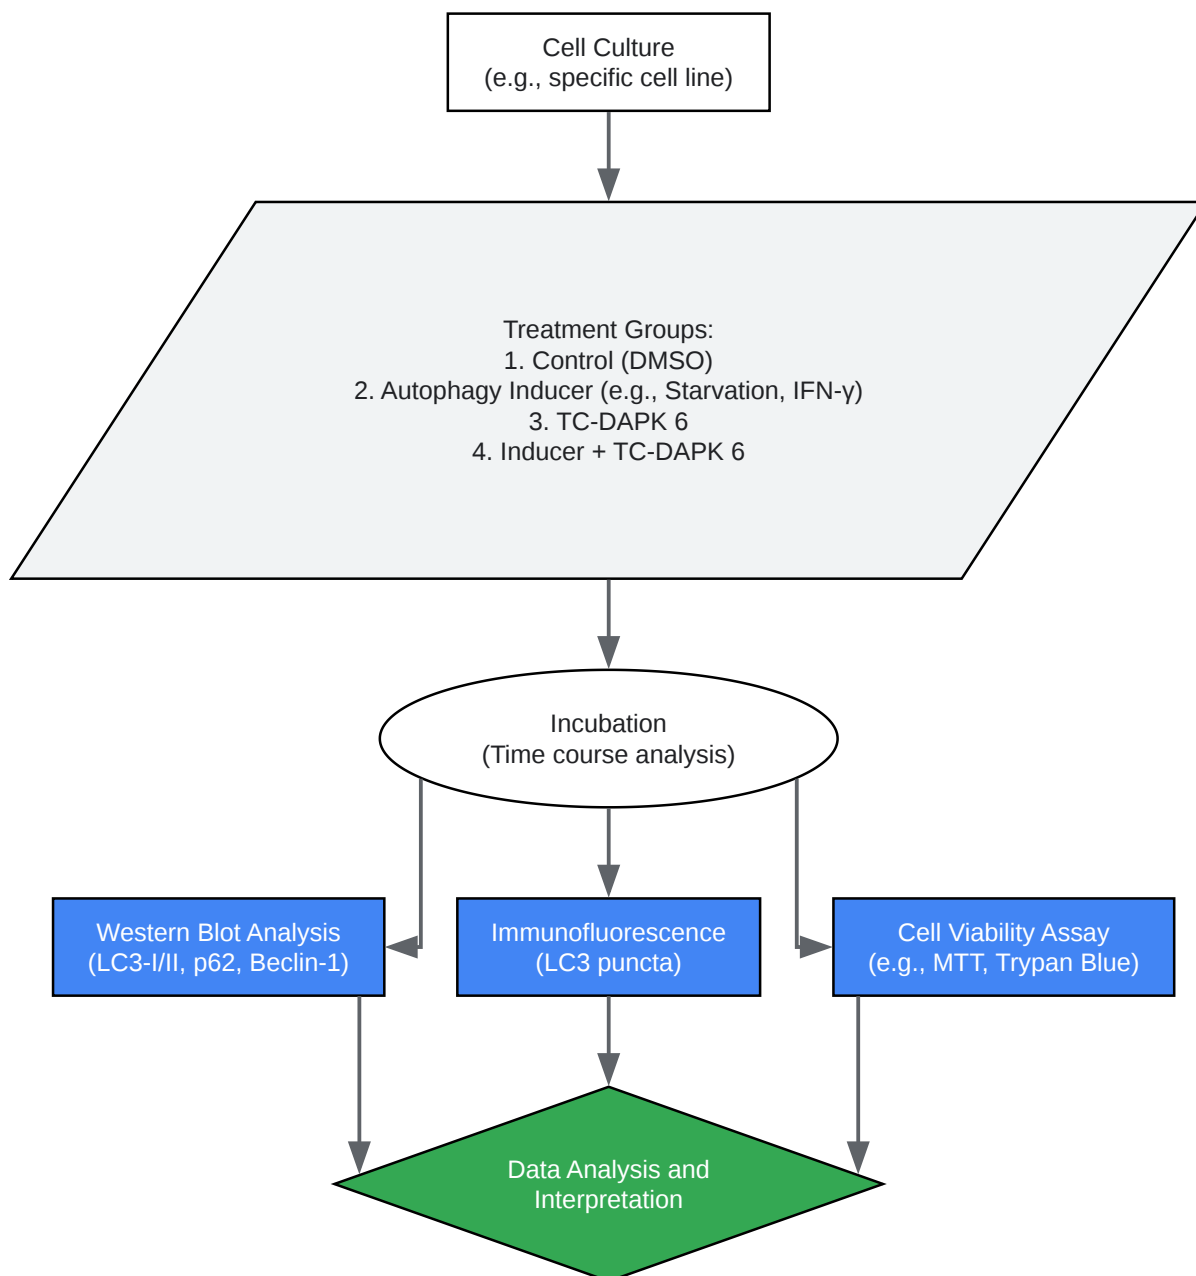 Cell Culture
(e.g., specific cell line)
Treatment Groups:
1. Control (DMSO)
2. Autophagy Inducer (e.g., Starvation, IFN-γ)
3. TC-DAPK 6
4. Inducer + TC-DAPK 6
Incubation
(Time course analysis)
Western Blot Analysis
(LC3-I/II, p62, Beclin-1)
Immunofluorescence
(LC3 puncta)
Cell Viability Assay
(e.g., MTT, Trypan Blue)
Data Analysis and
Interpretation